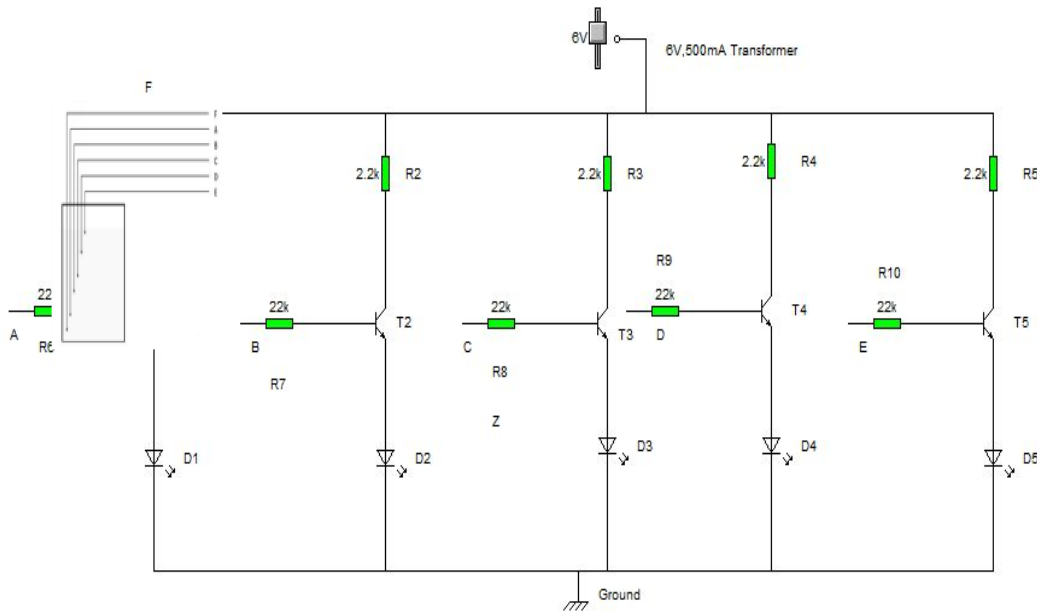 6V
6V,500mA Transformer
F
F
A
B
C
D
E
2.2k R2
2.2k R3
2.2k R4
2.2k R5
22
A
R6
22k
B
R7
T2
22k
C
R8
Z
T3
R9
22k
D
T4
R10
22k
E
T5
D1
D2
D3
D4
D5
Ground